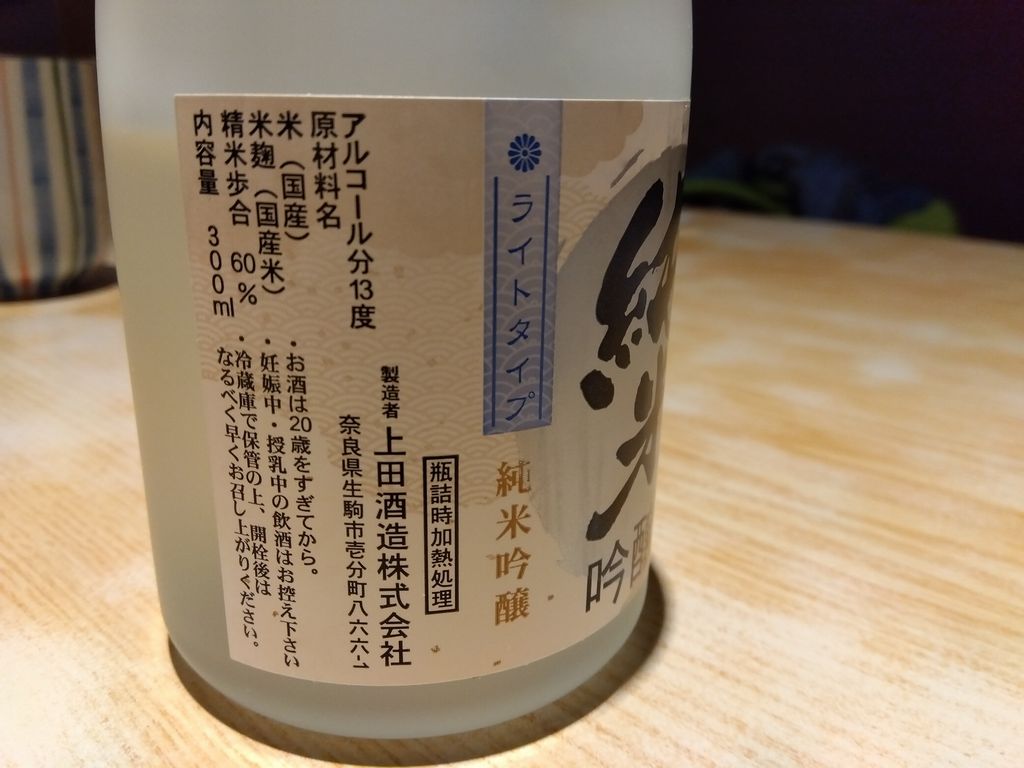 純米
吟醸
ライトタイプ
純米吟醸
瓶詰時加熱処理
アルコール分13度
原材料名
米(国産)
米麹(国産米)
精米歩合 60%
内容量 300ml
製造者 上田酒造株式会社
奈良県生駒市壱分町八六六-1
・お酒は20歳をすぎてから。
・妊娠中・授乳中の飲酒はお控え下さい
・冷蔵庫で保管の上、開栓後は
なるべく早くお召し上がりください。